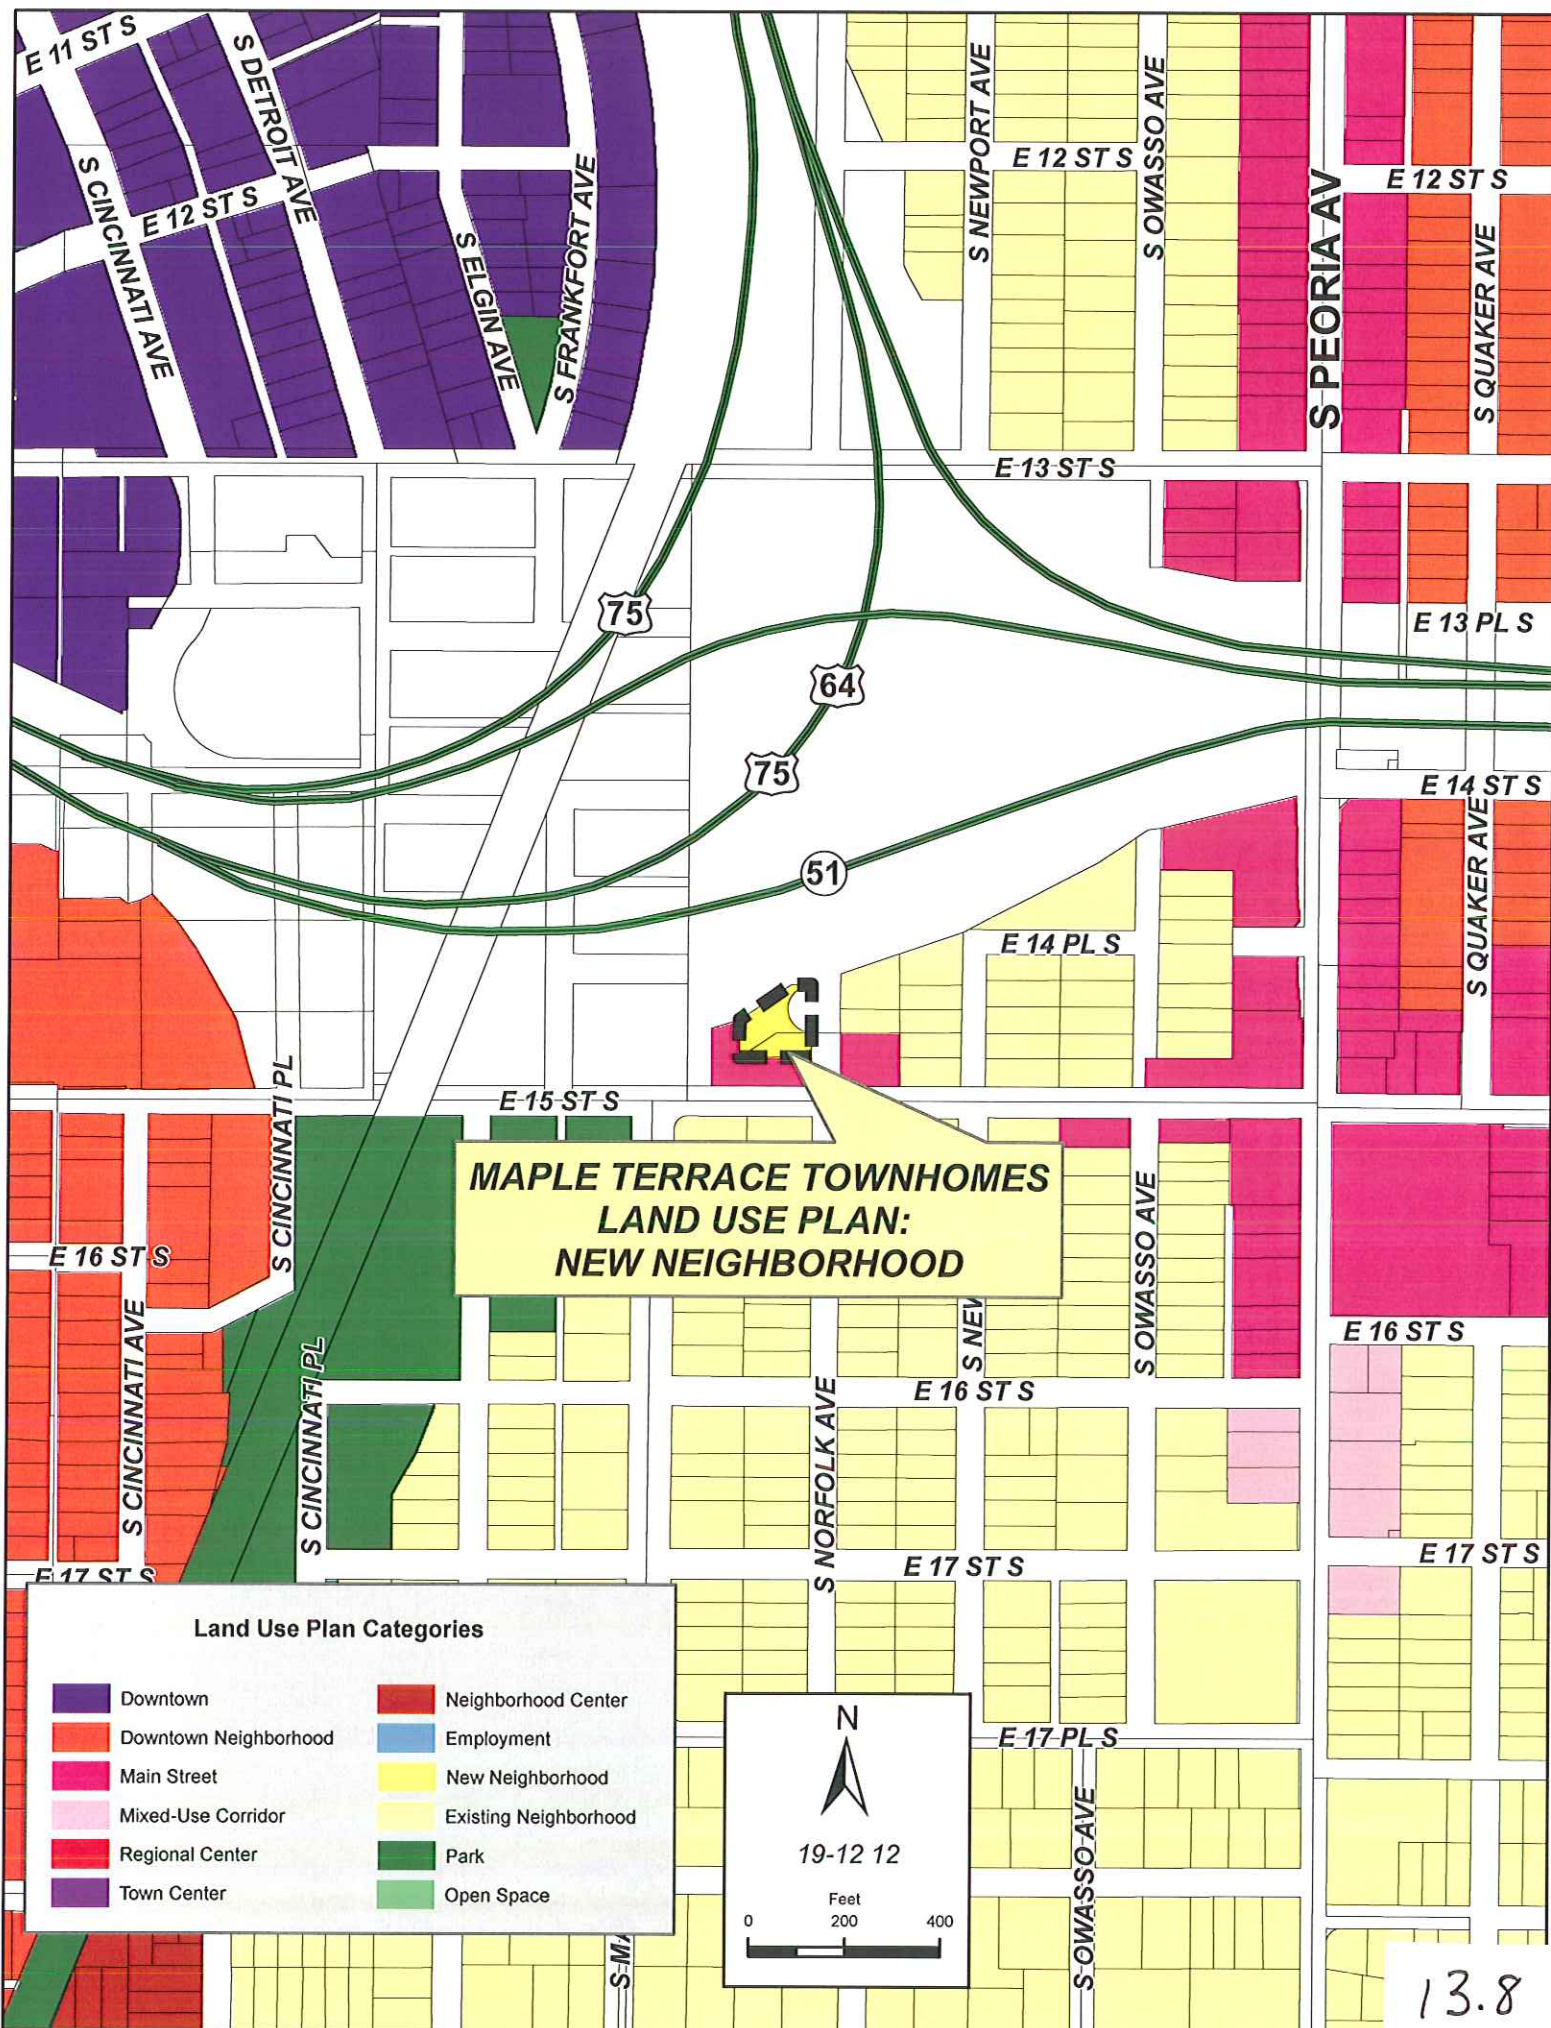 E 11 ST S
S DETROIT AVE
S CINCINNATI AVE
E 12 ST S
S ELGIN AVE
S FRANKFORT AVE
S NEWPORT AVE
E 12 ST S
S OWASSO AVE
S PEORIA AV
E 12 ST S
S QUAKER AVE
E 13 ST S
75
E 13 PL S
64
75
E 14 ST S
51
S QUAKER AVE
E 14 PL S
S CINCINNATI PL
E 15 ST S
MAPLE TERRACE TOWNHOMES
LAND USE PLAN:
NEW NEIGHBORHOOD
E 16 ST S
S CINCINNATI AVE
S CINCINNATI PL
S NEW
S OWASSO AVE
E 16 ST S
E 16 ST S
S NORFOLK AVE
E 17 ST S
E 17 ST S
E 17 ST S
Land Use Plan Categories
Downtown
Downtown Neighborhood
Main Street
Mixed-Use Corridor
Regional Center
Town Center
Neighborhood Center
Employment
New Neighborhood
Existing Neighborhood
Park
Open Space
N
19-12 12
Feet
0 200 400
E 17 PL S
S OWASSO AVE
S MA
13.8